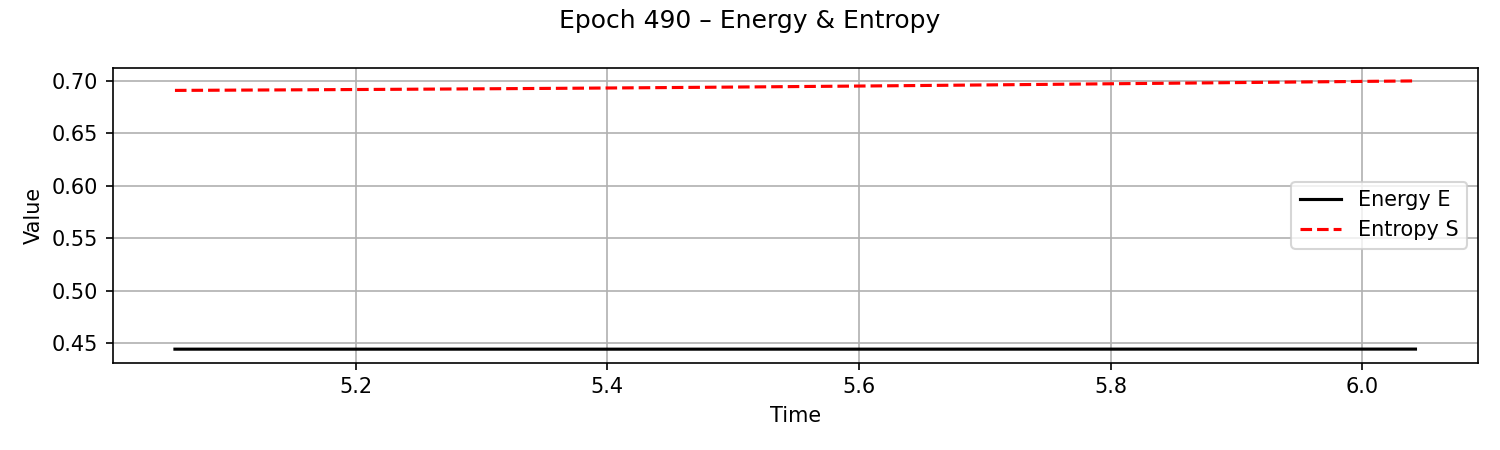 Epoch 490 – Energy & Entropy
0.70
0.65
0.60
0.55
0.50
0.45
Value
Energy E
Entropy S
5.2
5.4
5.6
5.8
6.0
Time